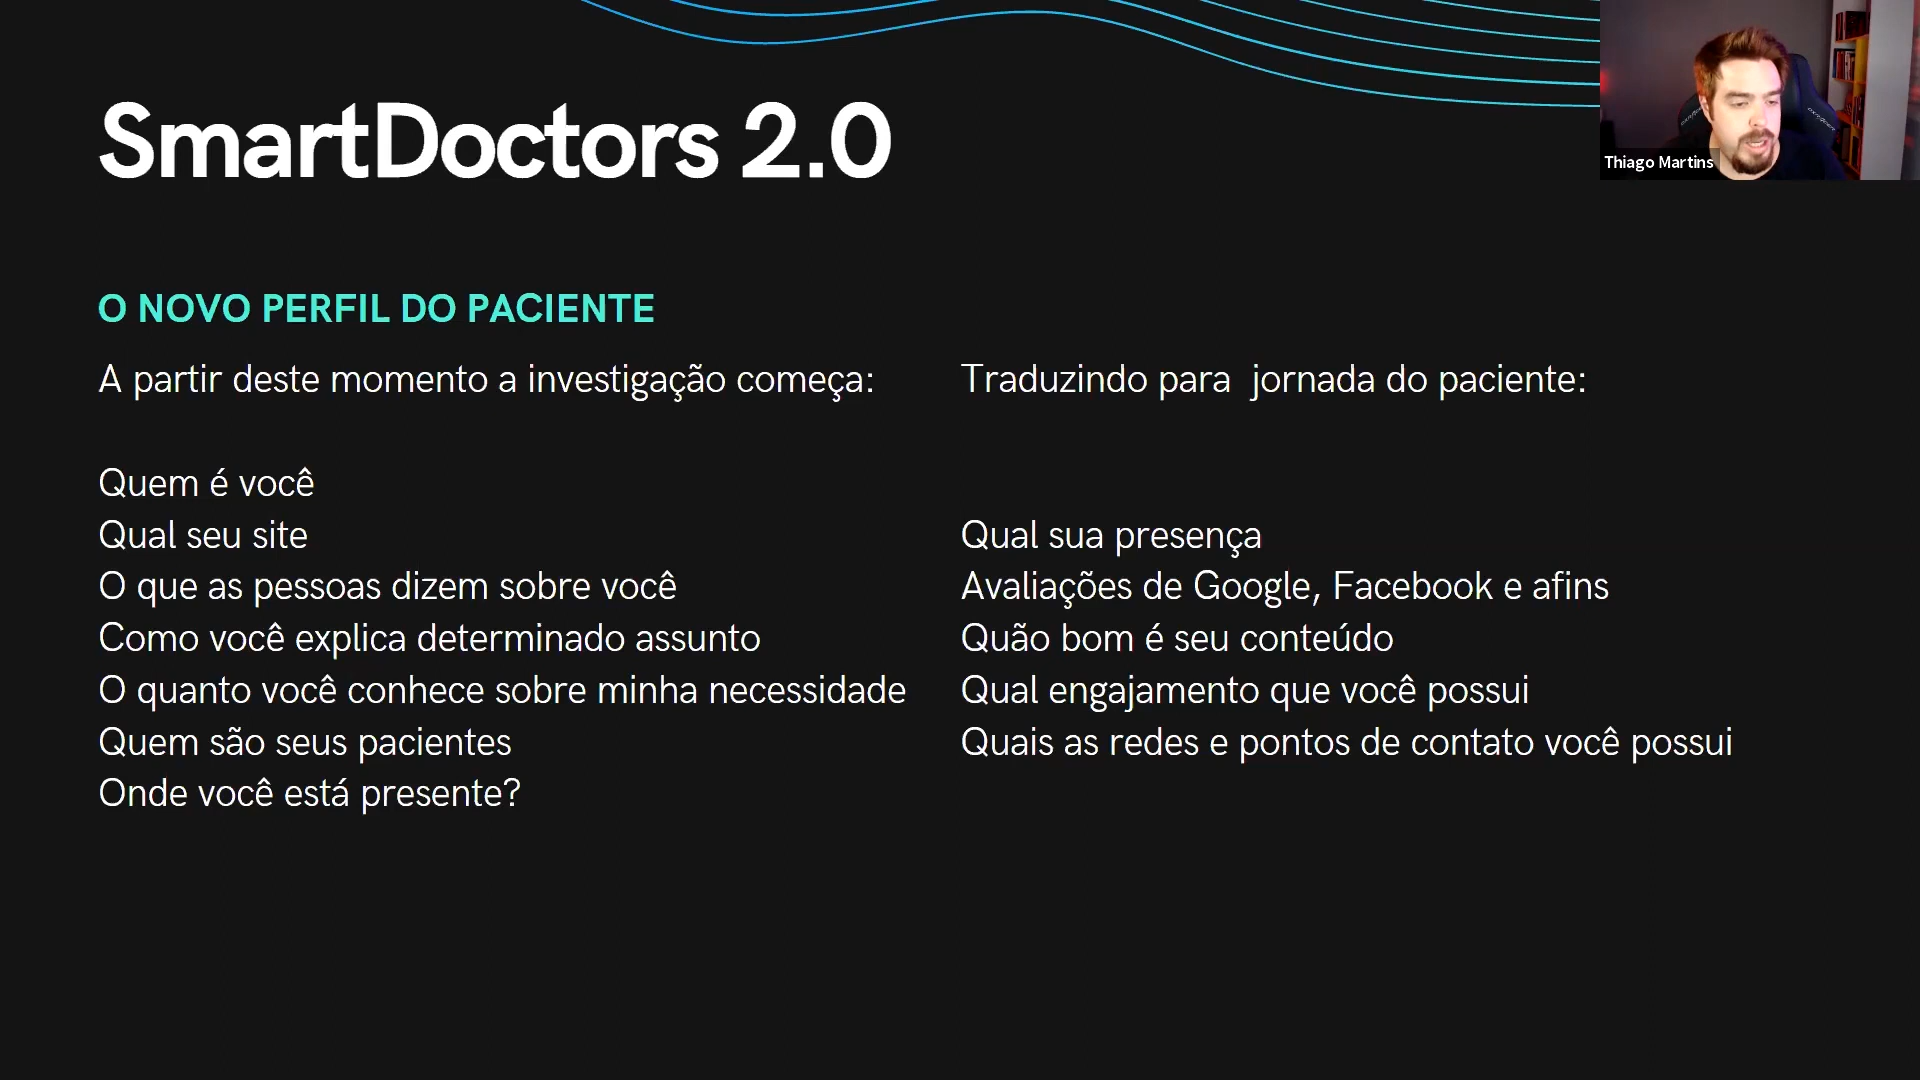 SmartDoctors 2.0
Thiago Martins
O NOVO PERFIL DO PACIENTE
A partir deste momento a investigação começa:
Quem é você
Qual seu site
O que as pessoas dizem sobre você
Como você explica determinado assunto
O quanto você conhece sobre minha necessidade
Quem são seus pacientes
Onde você está presente?
Traduzindo para  jornada do paciente:
Qual sua presença
Avaliações de Google, Facebook e afins
Quão bom é seu conteúdo
Qual engajamento que você possui
Quais as redes e pontos de contato você possui